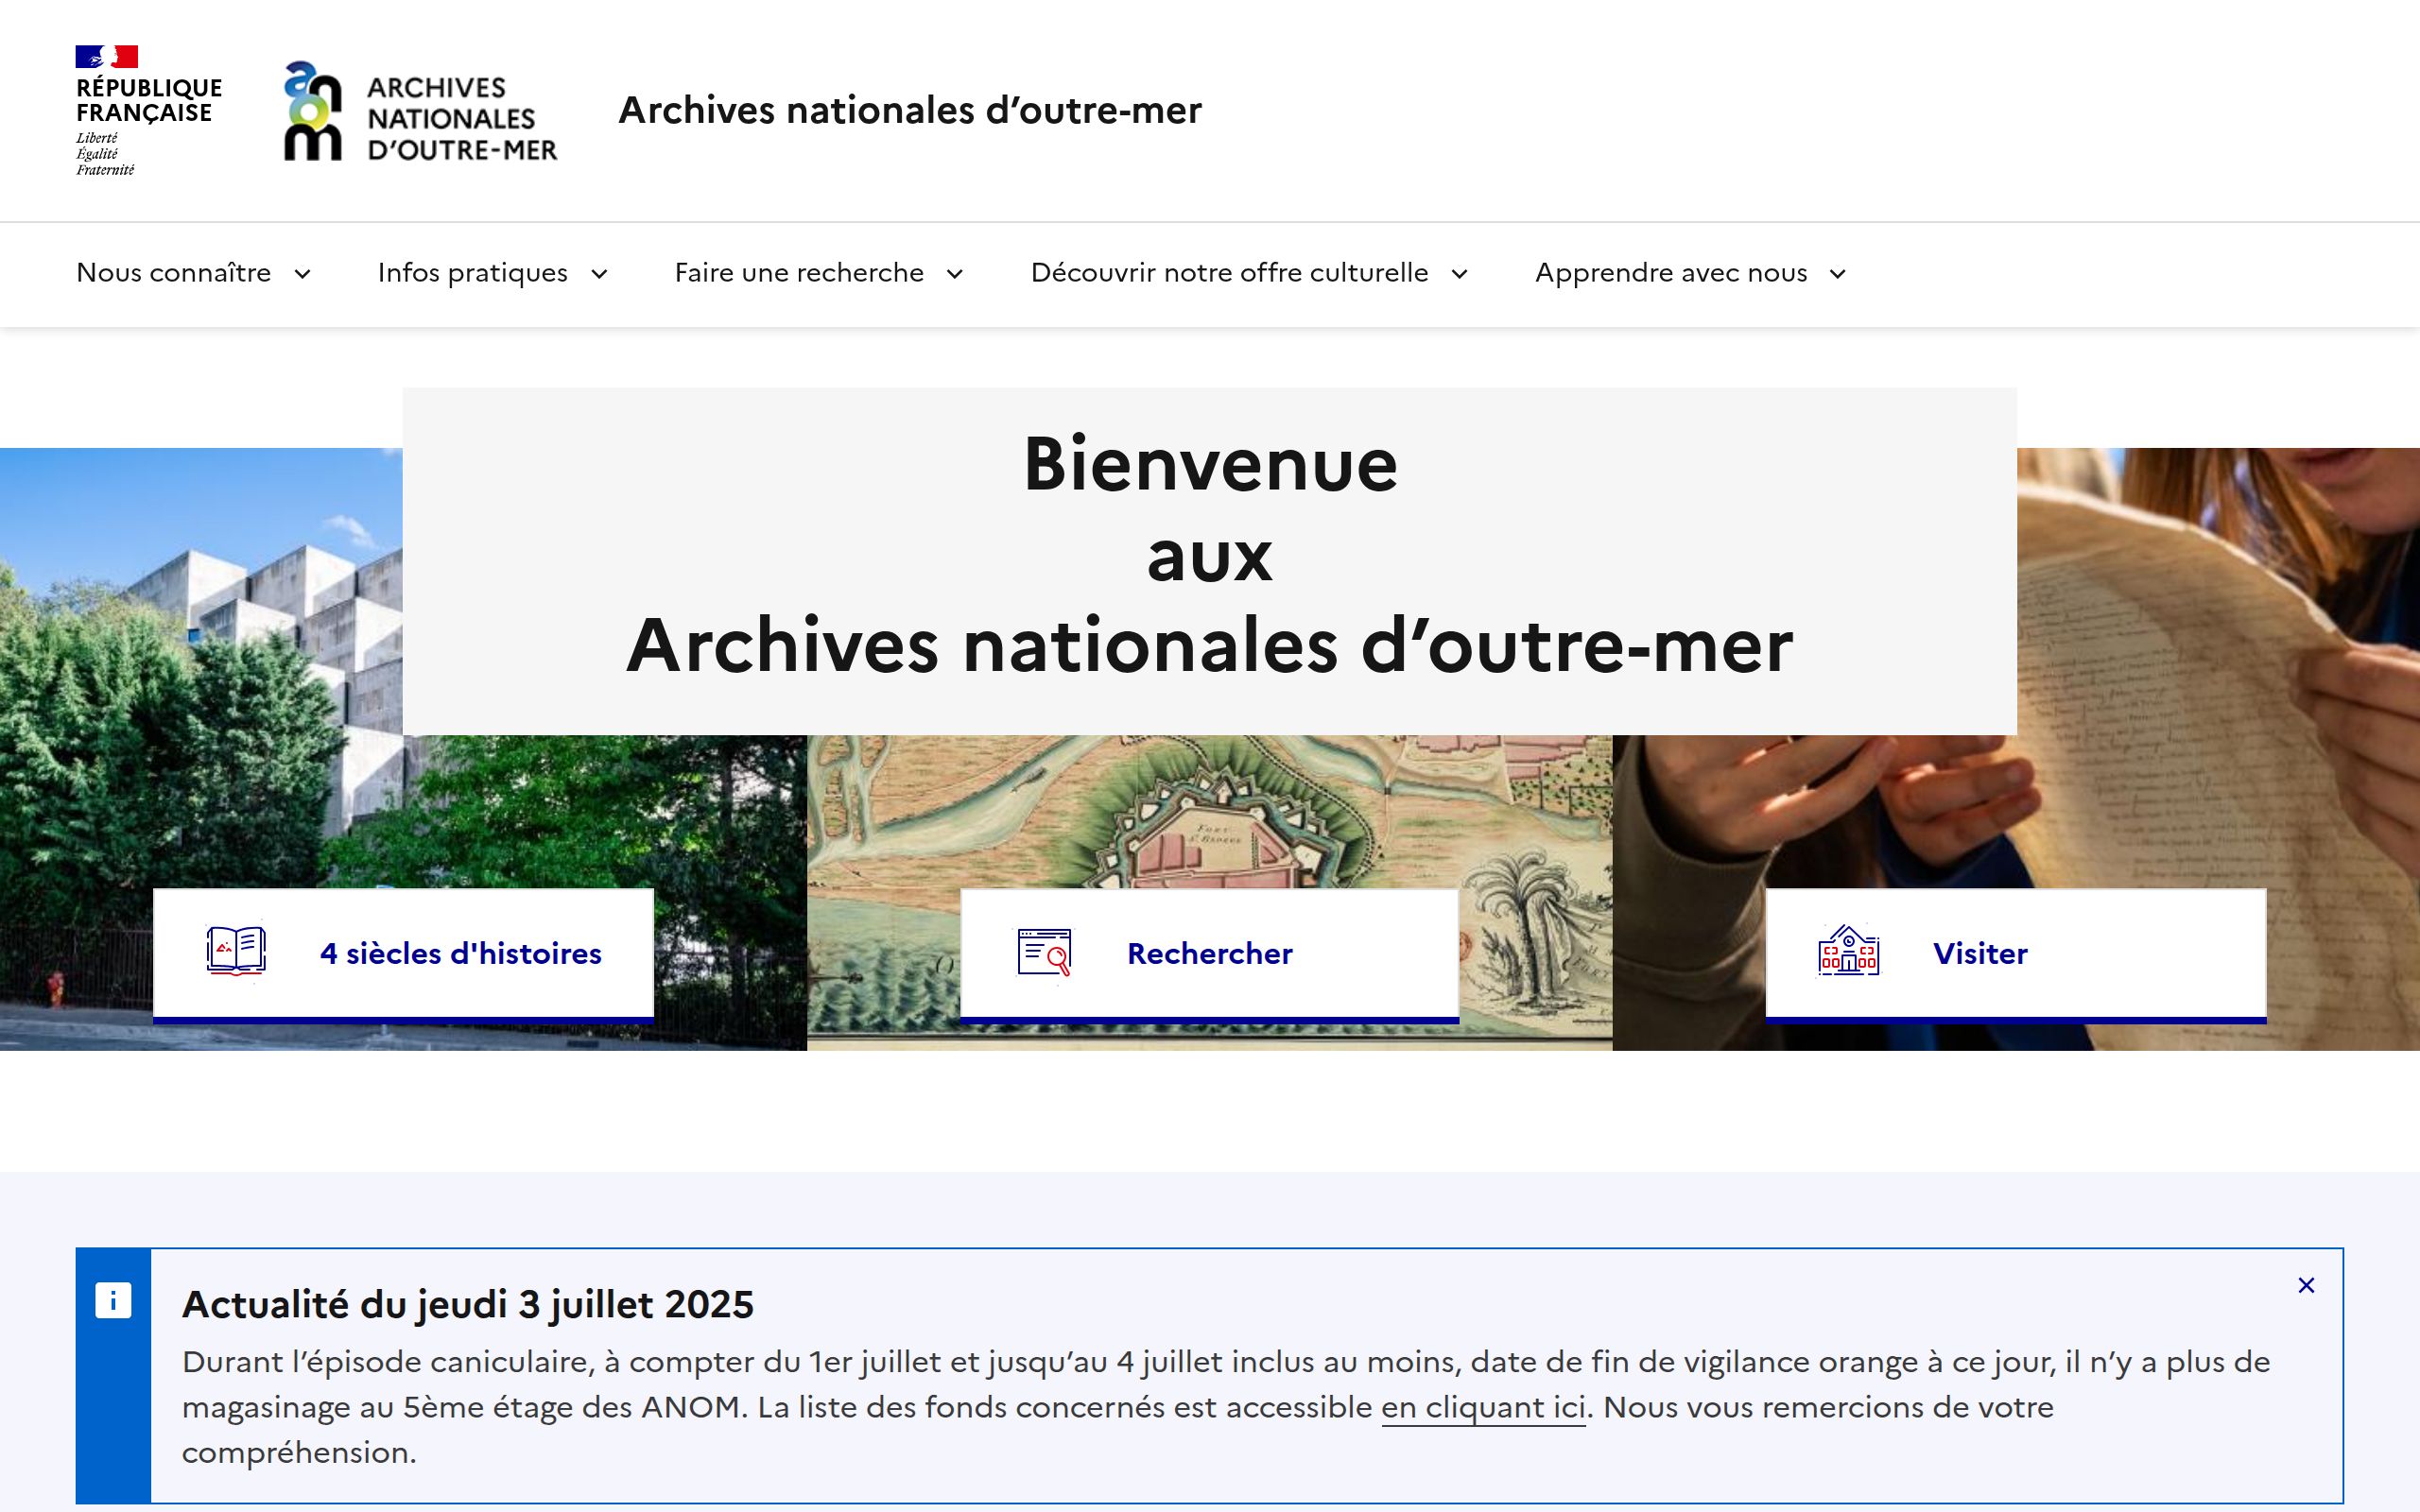 RÉPUBLIQUE
FRANÇAISE
Liberté
Égalité
Fraternité
ARCHIVES
NATIONALES
D'OUTRE-MER
Archives nationales d’outre-mer
Nous connaître
Infos pratiques
Faire une recherche
Découvrir notre offre culturelle
Apprendre avec nous
Bienvenue
aux
Archives nationales d’outre-mer
4 siècles d'histoires
Rechercher
Visiter
Actualité du jeudi 3 juillet 2025
Durant l’épisode caniculaire, à compter du 1er juillet et jusqu’au 4 juillet inclus au moins, date de fin de vigilance orange à ce jour, il n’y a plus de
magasinage au 5ème étage des ANOM. La liste des fonds concernés est accessible en cliquant ici. Nous vous remercions de votre
compréhension.